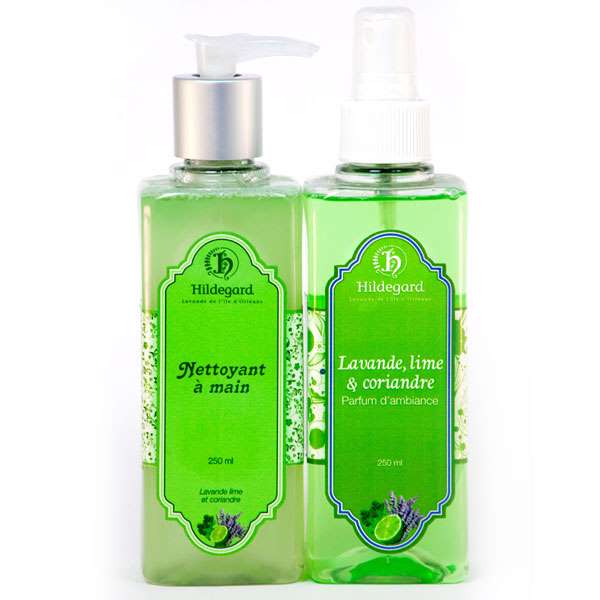 Hildegard
Lavande de l'île d'Orléans
Nettoyant
à main
250 ml
Lavande lime
et coriandre
Hildegard
Lavande de l'île d'Orléans
Lavande, lime
& coriandre
Parfum d'ambiance
250 ml